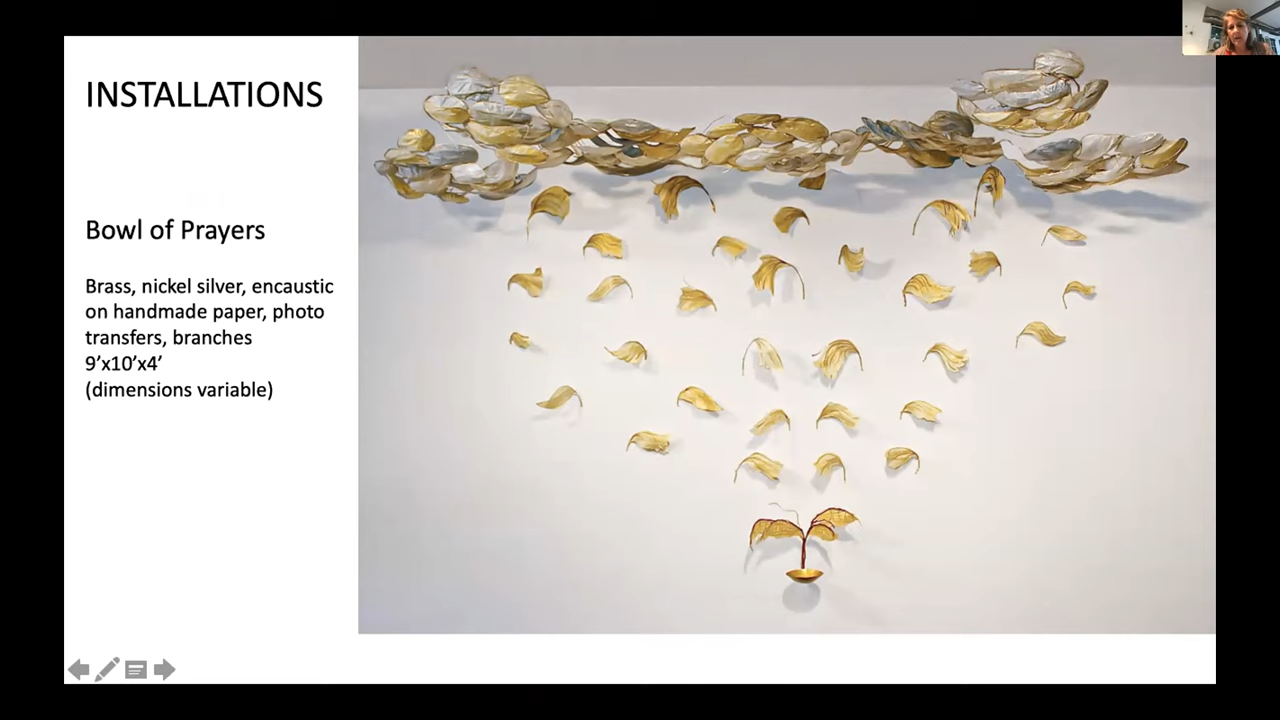 INSTALLATIONS
Bowl of Prayers
Brass, nickel silver, encaustic
on handmade paper, photo
transfers, branches
9’x10’x4’
(dimensions variable)